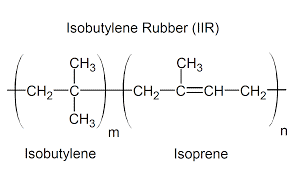 Isobutylene Rubber (IIR)
CH₃ CH₃
CH₂ C CH₂ C CH CH₂
CH₃
m n
Isobutylene Isoprene